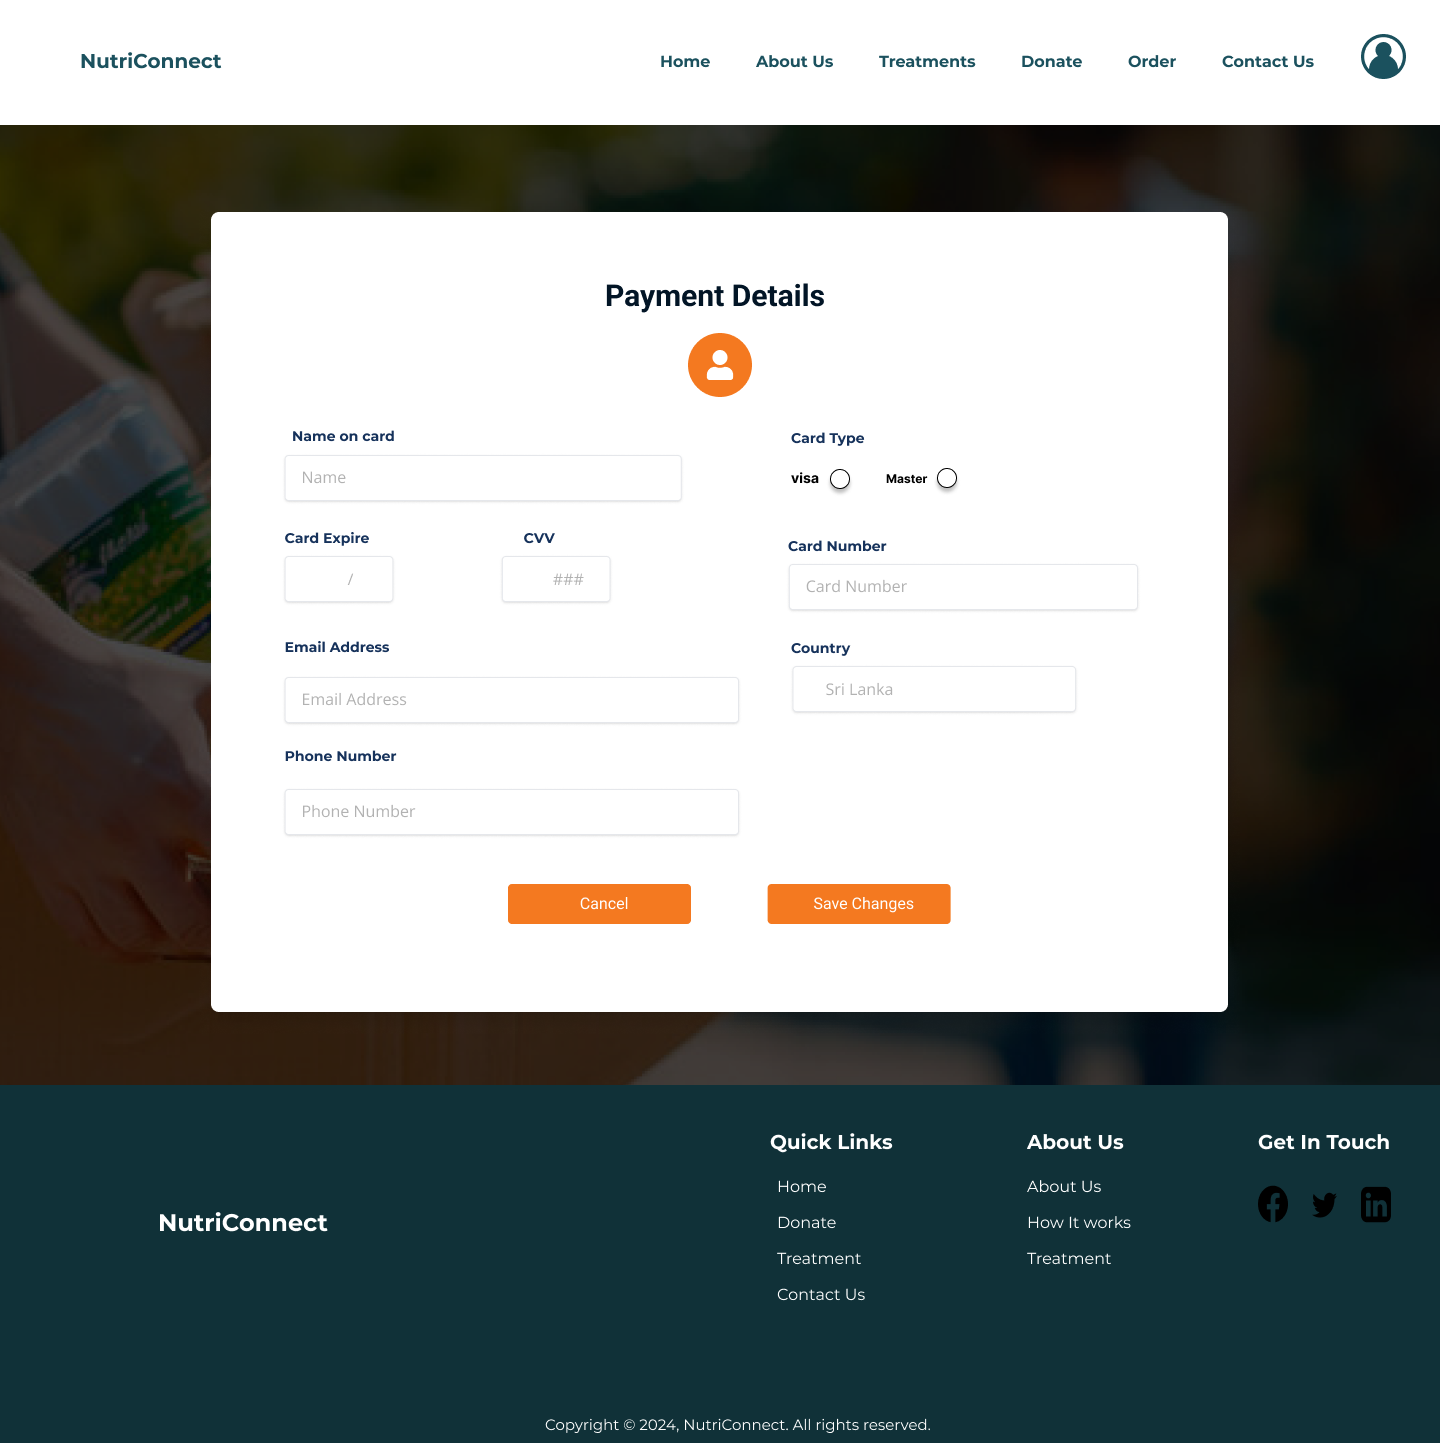 NutriConnect
Home
About Us
Treatments
Donate
Order
Contact Us
Payment Details
Name on card
Name
Card Type
visa
Master
Card Expire
/
CVV
###
Card Number
Card Number
Email Address
Email Address
Country
Sri Lanka
Phone Number
Phone Number
Cancel
Save Changes
NutriConnect
Quick Links
Home
Donate
Treatment
Contact Us
About Us
About Us
How It works
Treatment
Get In Touch
Copyright © 2024, NutriConnect. All rights reserved.